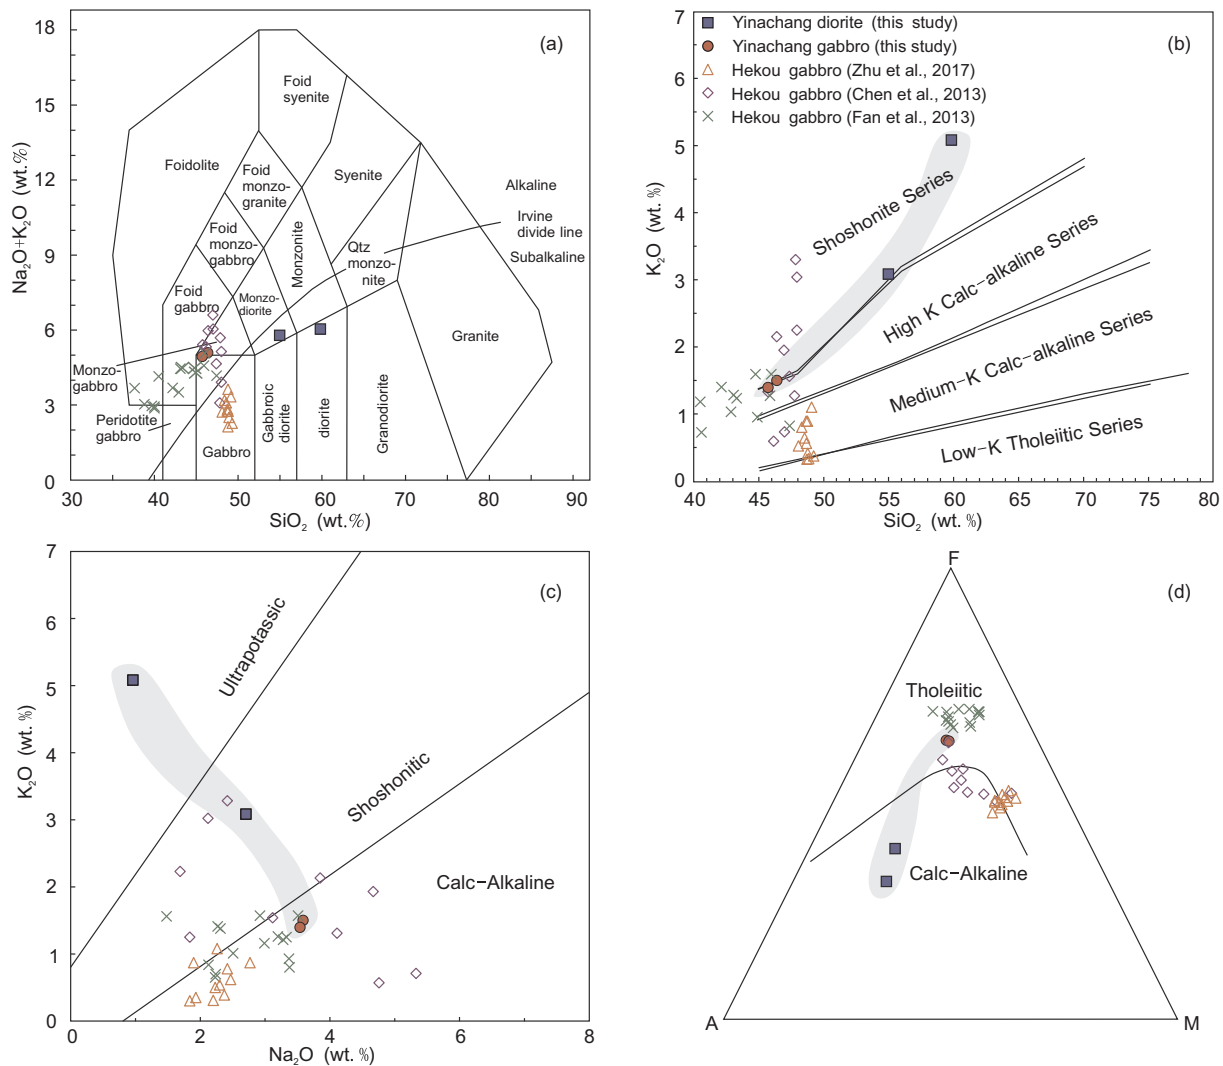 (a)
Na₂O+K₂O (wt.%)
18
15
12
9
6
3
0
30
40
50
60
70
80
90
SiO₂ (wt.%)
Foid
syenite
Foidolite
Foid
monzo-
granite
Syenite
Alkaline
Irvine
divide line
Subalkaline
Foid
monzo-
gabbro
Monzonite
Qtz
monzo-
nite
Foid
gabbro
Monzo-
diorite
Granite
Monzo-
gabbro
Peridotite
gabbro
Gabbro
Gabbroic
diorite
diorite
Granodiorite
(b)
Yinachang diorite (this study)
Yinachang gabbro (this study)
Hekou gabbro (Zhu et al., 2017)
Hekou gabbro (Chen et al., 2013)
Hekou gabbro (Fan et al., 2013)
K₂O (wt. %)
7
6
5
4
3
2
1
0
40
45
50
55
60
65
70
75
80
SiO₂ (wt. %)
Shoshonite Series
High K Calc-alkaline Series
Medium-K Calc-alkaline Series
Low-K Tholeiitic Series
(c)
K₂O (wt. %)
7
6
5
4
3
2
1
0
0
2
4
6
8
Na₂O (wt. %)
Ultrapotassic
Shoshonitic
Calc-Alkaline
(d)
F
Tholeiitic
Calc-Alkaline
A
M